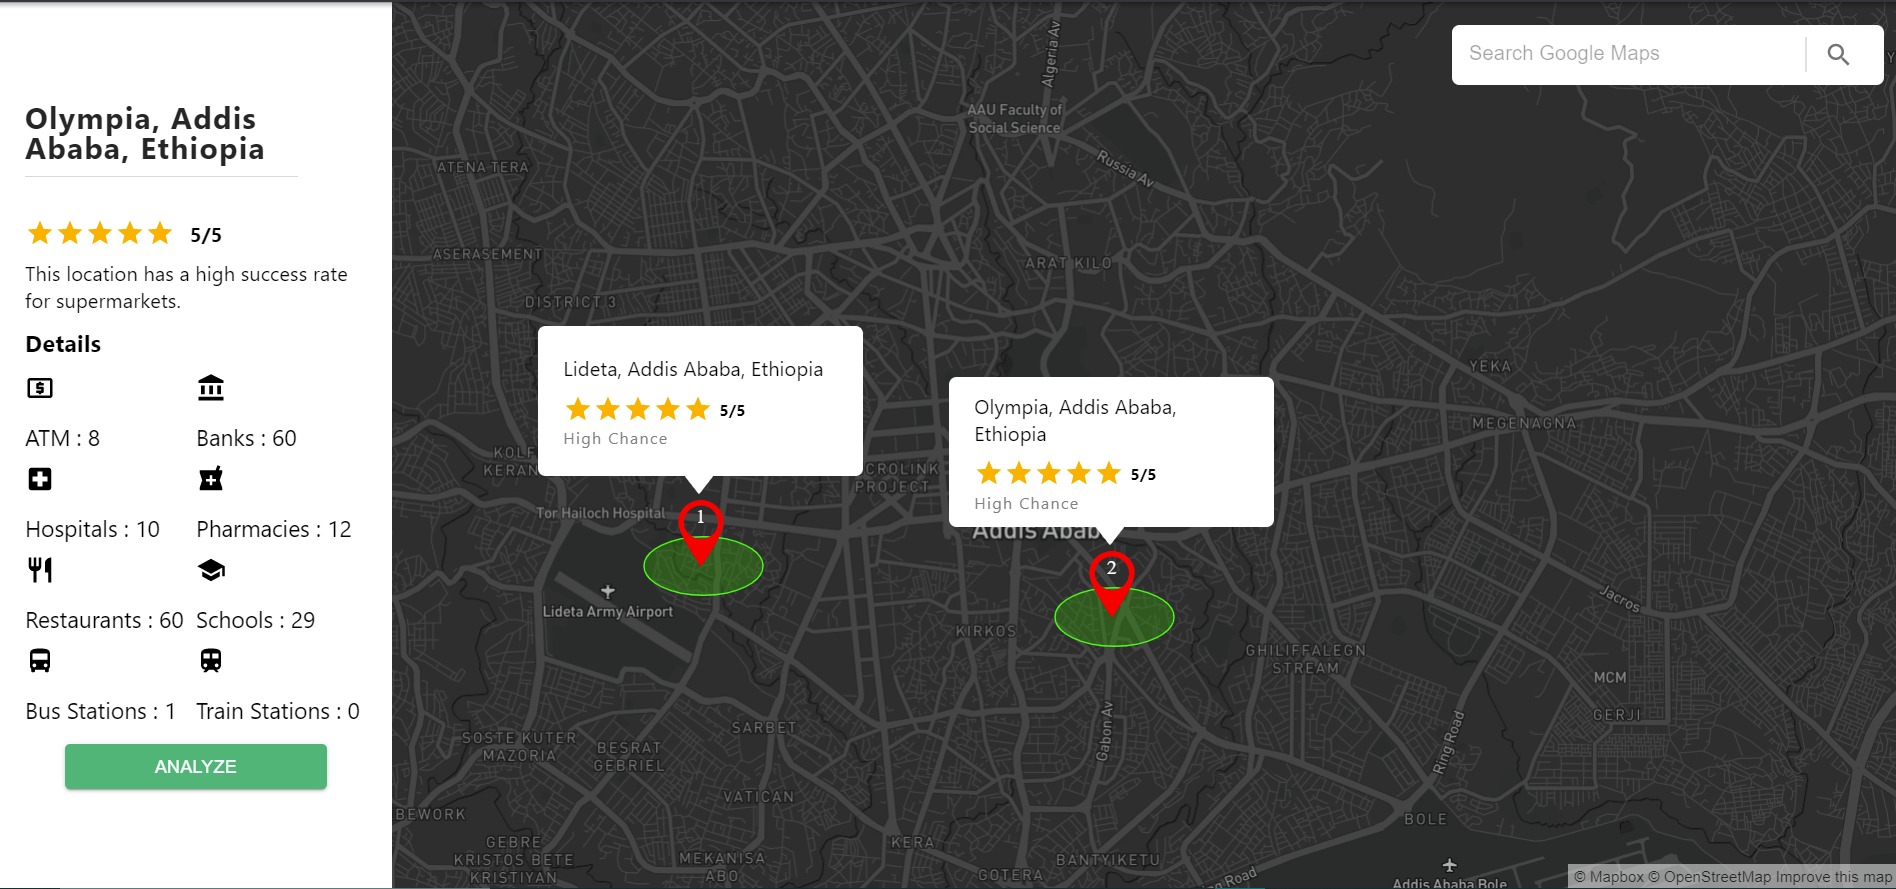 Olympia, Addis
Ababa, Ethiopia
5/5
This location has a high success rate
for supermarkets.
Details
ATM : 8
Banks : 60
Hospitals : 10
Pharmacies : 12
Restaurants : 60
Schools : 29
Bus Stations : 1
Train Stations : 0
ANALYZE
Search Google Maps
Algeria Av
AAU Faculty of
Social Science
Russia Av
ATENA TERA
ASERASEMENT
ARAT KILO
DISTRICT 3
Lideta, Addis Ababa, Ethiopia
5/5
High Chance
Olympia, Addis Ababa,
Ethiopia
5/5
High Chance
YEKA
MEGENAGNA
KOLF
KERAN
CROLINK
PROJECT
Tor Hailoch Hospital
1
Addis Abab
2
Lideta Army Airport
KIRKOS
Jacros
GHILIFFALEGN
STREAM
MCM
GERJI
SARBET
SOSTE KUTER
MAZORIA
BESRAT
GEBRIEL
Gabon Av
Ring Road
VATICAN
BEWORK
BOLE
KERA
GEBRE
KRISTOS BETE
KRISTIYAN
MEKANISA
ABO
BANTYIKETU
GOTERA
ng Road
Addis Ababa Bole
© Mapbox © OpenStreetMap Improve this map